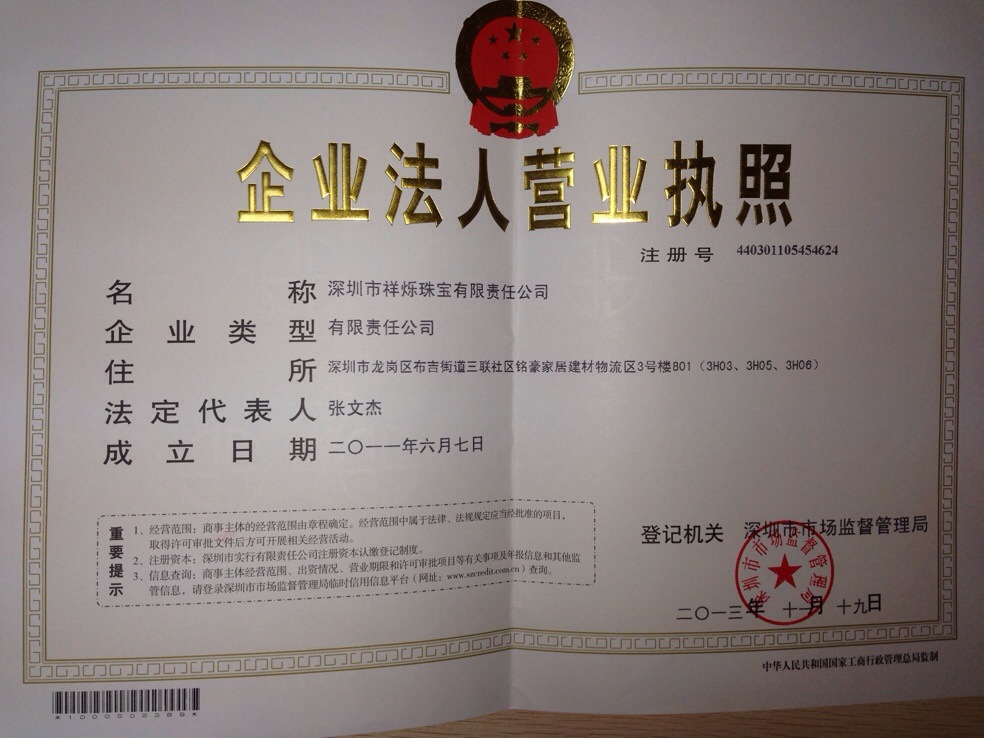 企业法人营业执照
注册号 440301105454624
名称 深圳市祥烁珠宝有限责任公司
企业类型 有限责任公司
住所 深圳市龙岗区布吉街道三联社区铭豪家居建材物流区3号楼801（3H03、3H05、3H06）
法定代表人 张文杰
成立日期 二〇一一年六月七日
重要提示
1、经营范围：商事主体的经营范围由章程确定。经营范围中属于法律、法规规定应当经批准的项目，
取得许可审批文件后方可开展相关经营活动。
2、注册资本：深圳市实行有限责任公司注册资本认缴登记制度。
3、信息查询：商事主体经营范围、出资情况、营业期限和许可审批项目等有关事项及年报信息和其他监
管信息，请登录深圳市市场监督管理局临时信用信息平台（网址：www.szcredit.com.cn）查询。
登记机关 深圳市市场监督管理局
深圳市市场监督管理局
二〇一三年 十一月 十九日
中华人民共和国国家工商行政管理总局监制